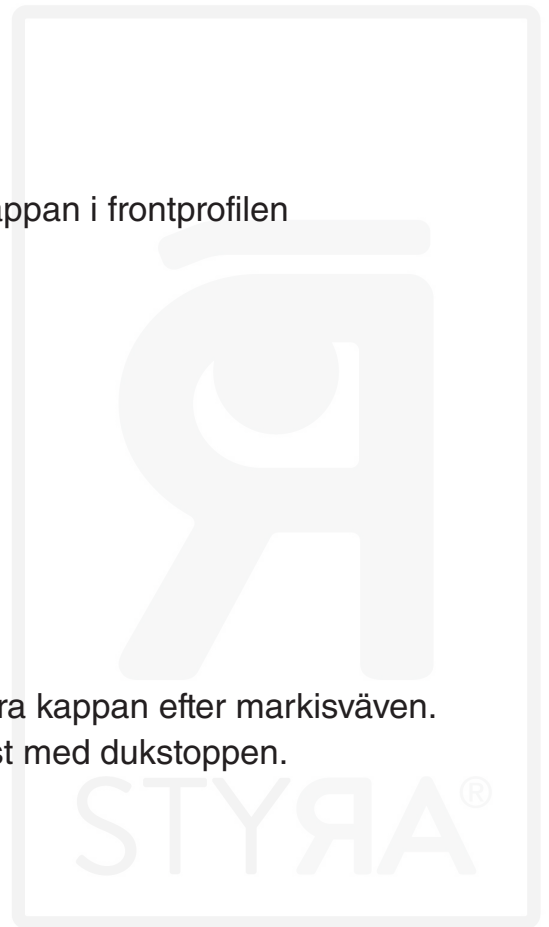 appan i frontprofilen
ra kappan efter markisväven.
st med dukstoppen.
STYRA®